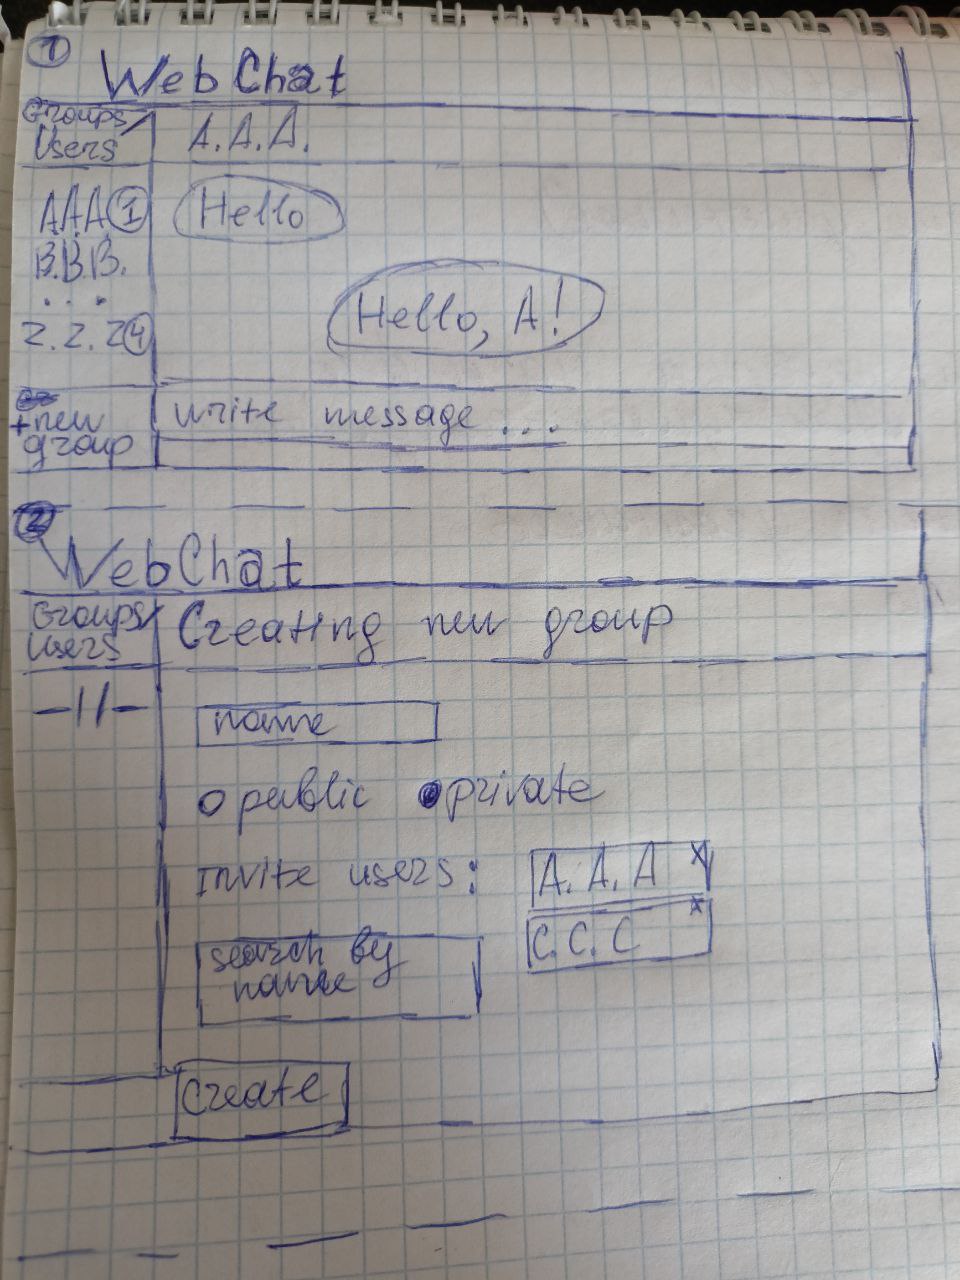 1
WebChat
Groups/
Users
A.A.A.
A.A.A 1
B.B.B.
...
Z.Z.Z 4
Hello
Hello, A!
+new
group
write message ...
2
WebChat
Groups/
Users
Creating new group
-//-
name
public private
Invite users:
A.A.A x
C.C.C x
search by
name
Create